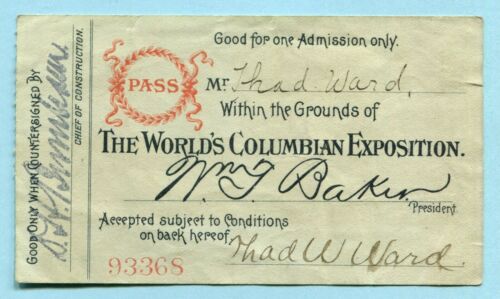 Good for one Admission only.
PASS
Mr Thad Ward,
Within the Grounds of
THE WORLD'S COLUMBIAN EXPOSITION.
Wm T Baker
President.
Accepted subject to Conditions
on back hereof,
Thad W Ward.
93368
GOOD ONLY WHEN COUNTERSIGNED BY
CHIEF OF CONSTRUCTION.